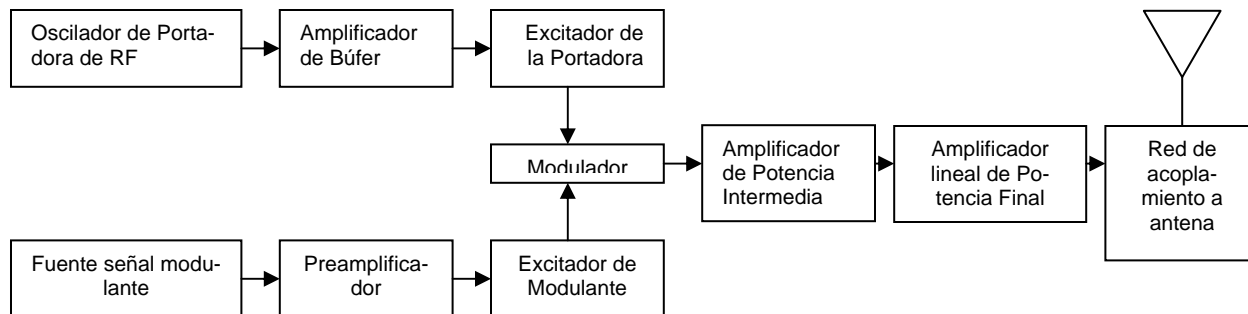 Oscilador de Porta-
dora de RF
Amplificador
de Búfer
Excitador de
la Portadora
Modulador
Amplificador
de Potencia
Intermedia
Amplificador
lineal de Po-
tencia Final
Red de
acopla-
miento a
antena
Fuente señal modu-
lante
Preamplifica-
dor
Excitador de
Modulante